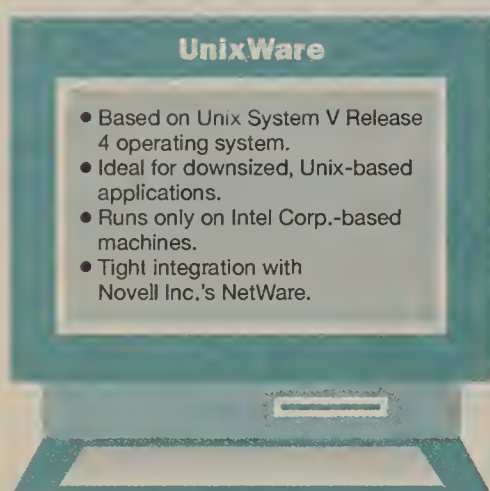 UnixWare
• Based on Unix System V Release
4 operating system.
• Ideal for downsized, Unix-based
applications.
• Runs only on Intel Corp.-based
machines.
• Tight integration with
Novell Inc.'s NetWare.